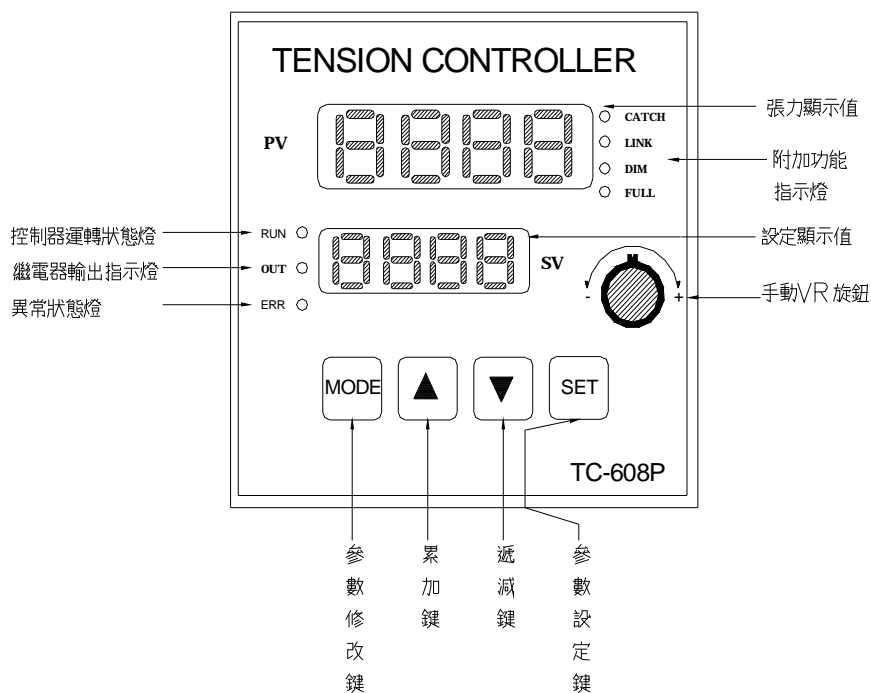 TENSION CONTROLLER
PV
CATCH
LINK
DIM
FULL
張力顯示值
附加功能
指示燈
控制器運轉狀態燈
RUN
繼電器輸出指示燈
OUT
異常狀態燈
ERR
SV
設定顯示值
M
- +
手動VR旋鈕
MODE
▲
▼
SET
TC-608P
參數修改鍵
累加鍵
遞減鍵
參數設定鍵